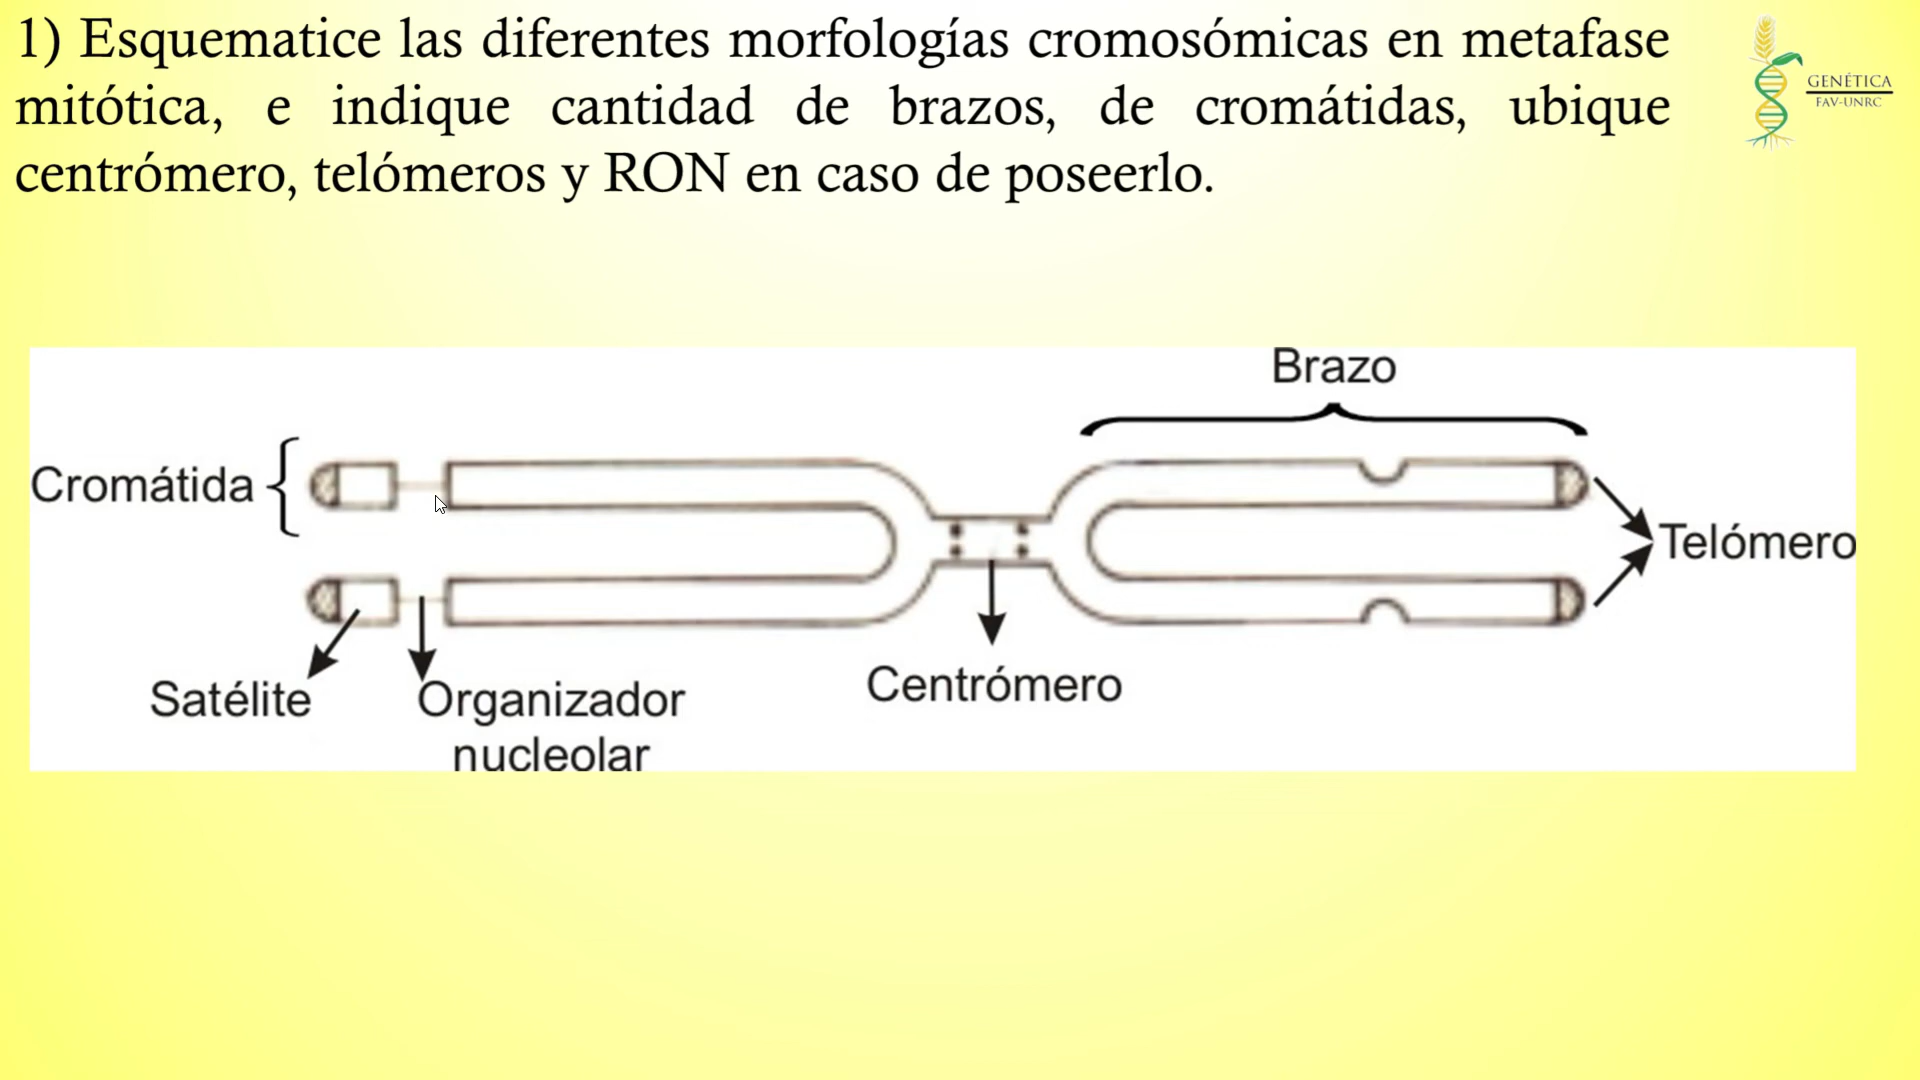 1) Esquematice las diferentes morfologías cromosómicas en metafase
mitótica, e indique cantidad de brazos, de cromátidas, ubique
centrómero, telómeros y RON en caso de poseerlo.
GENÉTICA
FAV-UNRC
Brazo
Cromátida
Telómero
Satélite
Organizador
nucleolar
Centrómero